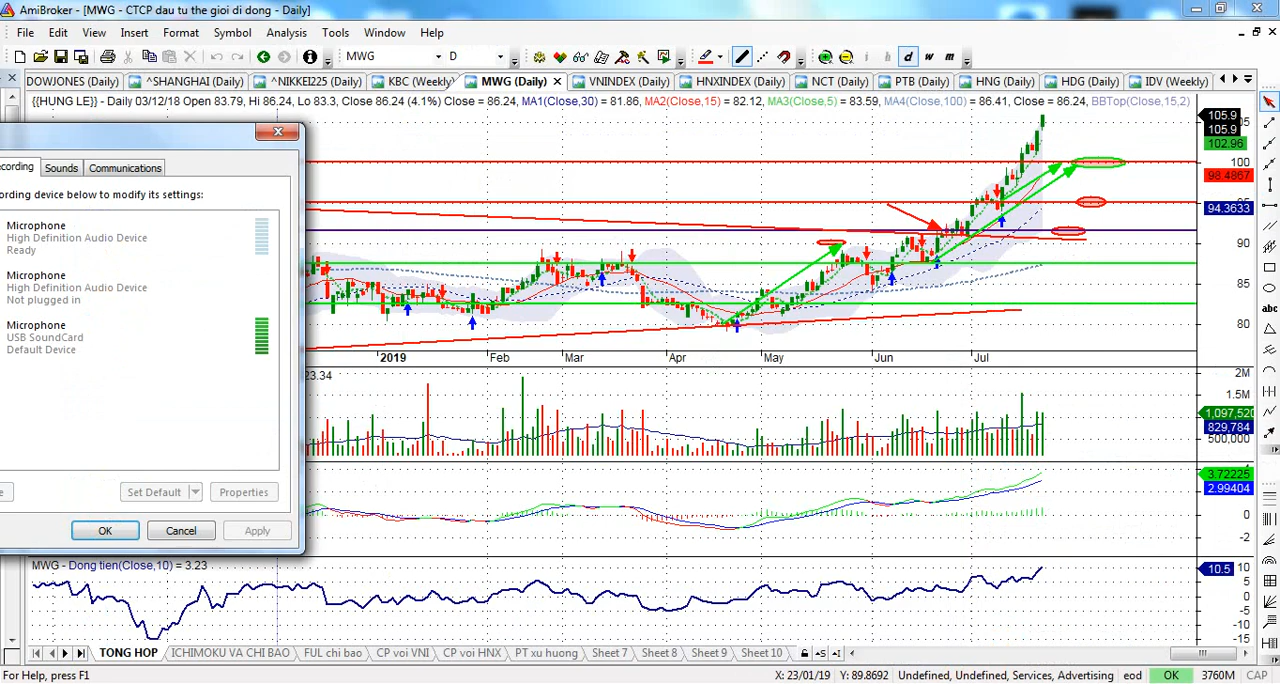 AmiBroker - [MWG - CTCP dau tu the gioi di dong - Daily]
File Edit View Insert Format Symbol Analysis Tools Window Help
MWG D d w m
DOWJONES (Daily) ^SHANGHAI (Daily) ^NIKKEI225 (Daily) KBC (Weekly) MWG (Daily) VNINDEX (Daily) HNXINDEX (Daily) NCT (Daily) PTB (Daily) HNG (Daily) HDG (Daily) IDV (Weekly)
{{HUNG LE}} - Daily 03/12/18 Open 83.79, Hi 86.24, Lo 83.3, Close 86.24 (4.1%) Close = 86.24, MA1(Close,30) = 81.86, MA2(Close,15) = 82.12, MA3(Close,5) = 83.59, MA4(Close,100) = 86.41, Close = 86.24, BBTop(Close,15,2)
105.9
105.9
102.96
100
98.4867
95
94.3633
90
85
80
2019 Feb Mar Apr May Jun Jul
abc
ecording Sounds Communications
cording device below to modify its settings:
Microphone
High Definition Audio Device
Ready
Microphone
High Definition Audio Device
Not plugged in
Microphone
USB SoundCard
Default Device
e Set Default Properties
OK Cancel Apply
23.34
2M
1.5M
1,097,520
829,784
500,000
4
3.72225
2.99404
0
-2
MWG - Dong tien(Close,10) = 3.23
10.5
10
5
0
-5
-10
-15
TONG HOP ICHIMOKU VA CHI BAO FUL chi bao CP voi VNI CP voi HNX PT xu huong Sheet 7 Sheet 8 Sheet 9 Sheet 10
For Help, press F1 X: 23/01/19 Y: 89.8692 Undefined, Undefined, Services, Advertising eod OK 3760M CAP